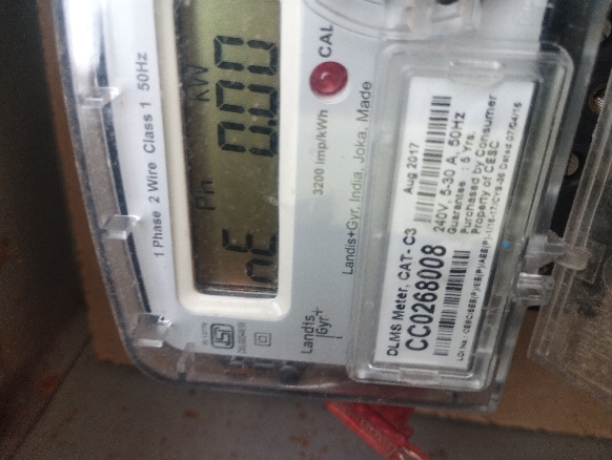 1 Phase 2 Wire Class 1 50Hz
Ph kW
nE 0.00
CAL
3200 imp/kWh
Landis+Gyr, India, Joka, Made
Landis
Gyr+
Aug 2017
DLMS Meter, CAT- C3
240V, 5-30 A, 50HZ
CC0268008
Guarantee : 5 Yrs.
Purchased by Consumer
Property of CESC